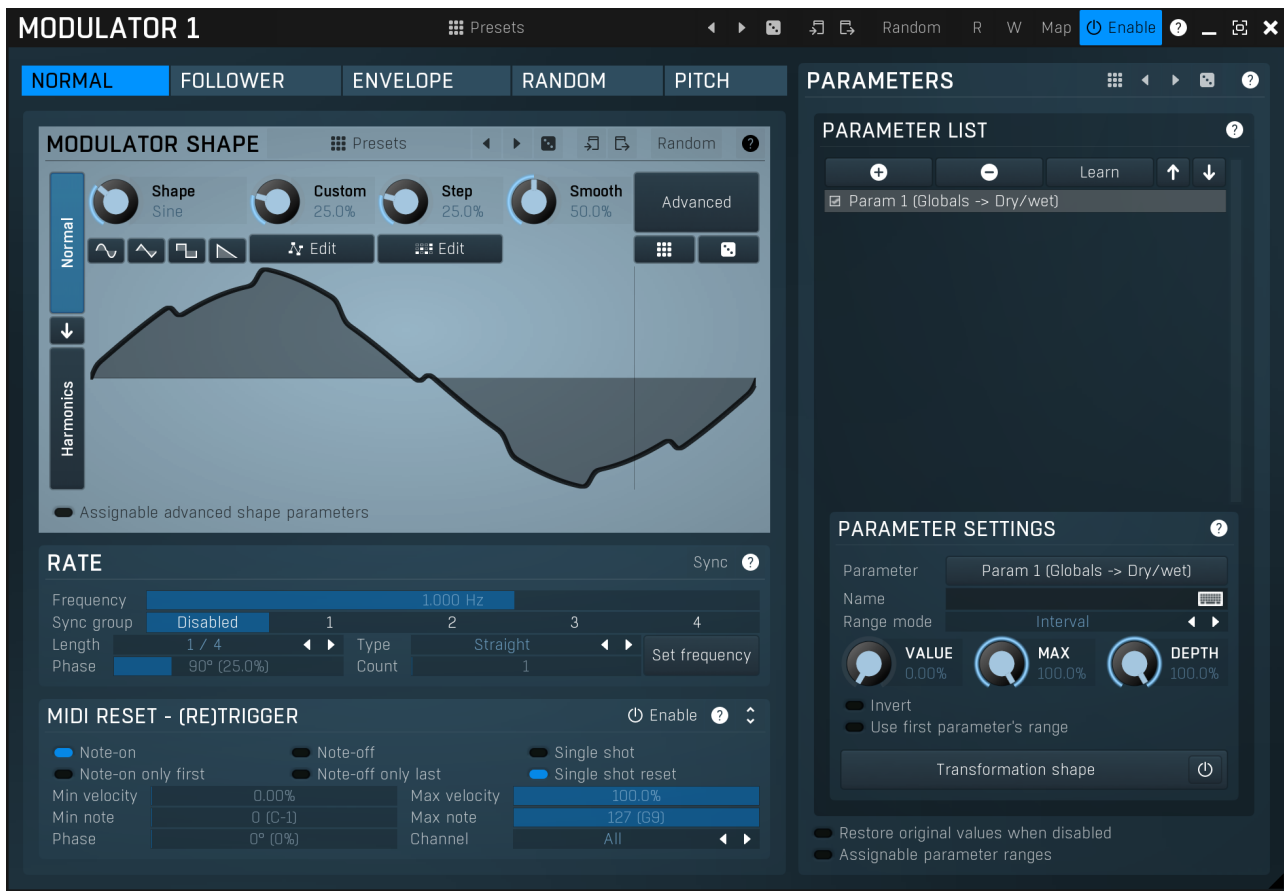 MODULATOR 1 Presets Random R W Map Enable ?
NORMAL FOLLOWER ENVELOPE RANDOM PITCH
MODULATOR SHAPE Presets Random ?
Normal
Harmonics
Shape Custom Step Smooth
Sine 25.0% 25.0% 50.0%
Advanced
Edit Edit
Assignable advanced shape parameters
RATE Sync ?
Frequency 1.000 Hz
Sync group Disabled 1 2 3 4
Length 1 / 4 Type Straight
Phase 90° (25.0%) Count 1
Set frequency
MIDI RESET - (RE)TRIGGER Enable ?
Note-on Note-off Single shot
Note-on only first Note-off only last Single shot reset
Min velocity 0.00% Max velocity 100.0%
Min note 0 (C-1) Max note 127 (G9)
Phase 0° (0%) Channel All
PARAMETERS ?
PARAMETER LIST ?
Learn
Param 1 (Globals -> Dry/wet)
PARAMETER SETTINGS ?
Parameter Param 1 (Globals -> Dry/wet)
Name
Range mode Interval
VALUE MAX DEPTH
0.00% 100.0% 100.0%
Invert
Use first parameter's range
Transformation shape
Restore original values when disabled
Assignable parameter ranges